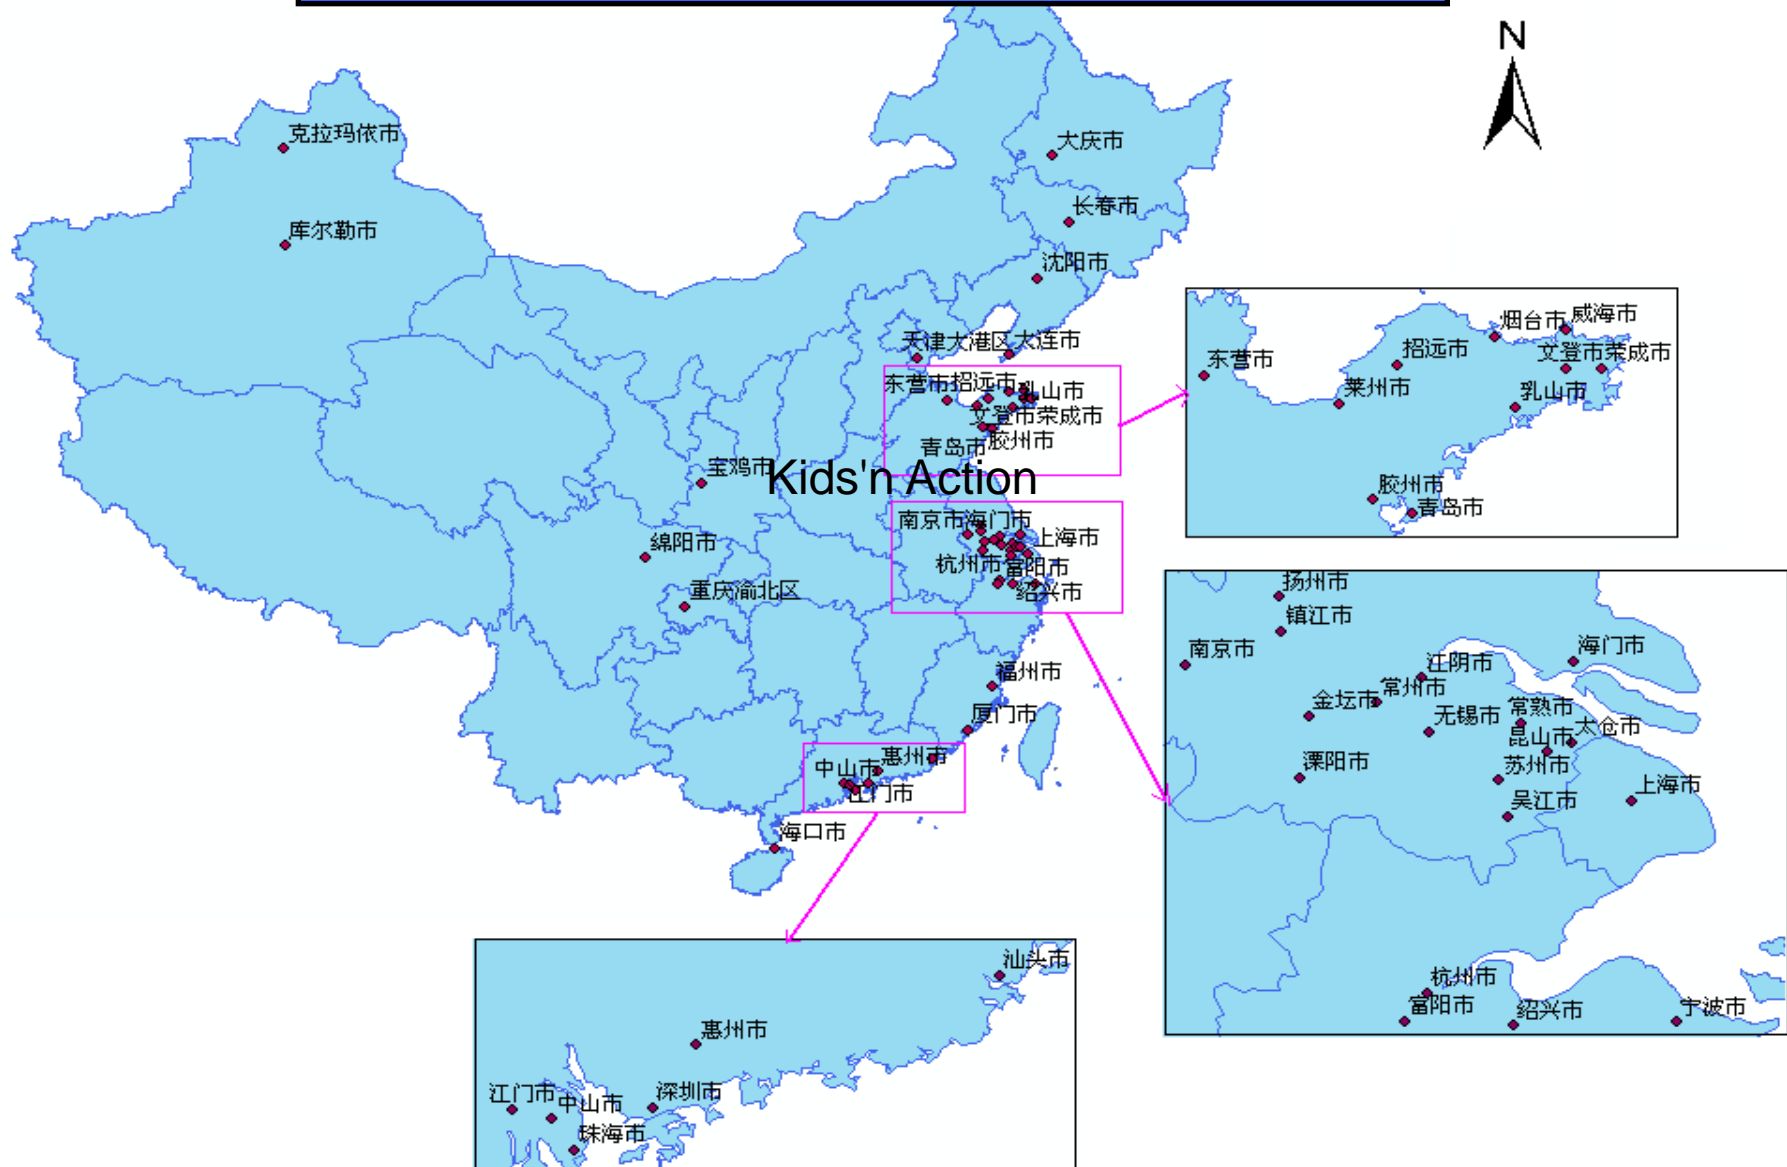 N
克拉玛依市
大庆市
长春市
库尔勒市
沈阳市
天津大港区
大连市
东营市
招远市
乳山市
文登市
荣成市
青岛市
胶州市
宝鸡市
Kids'n Action
南京市
海门市
上海市
绵阳市
杭州市
富阳市
重庆渝北区
绍兴市
福州市
厦门市
惠州市
中山市
江门市
海口市
烟台市
威海市
东营市
招远市
文登市
荣成市
莱州市
乳山市
胶州市
青岛市
扬州市
镇江市
南京市
海门市
江阴市
常州市
金坛市
无锡市
常熟市
太仓市
昆山市
溧阳市
苏州市
上海市
吴江市
杭州市
富阳市
绍兴市
宁波市
汕头市
惠州市
江门市
中山市
深圳市
珠海市